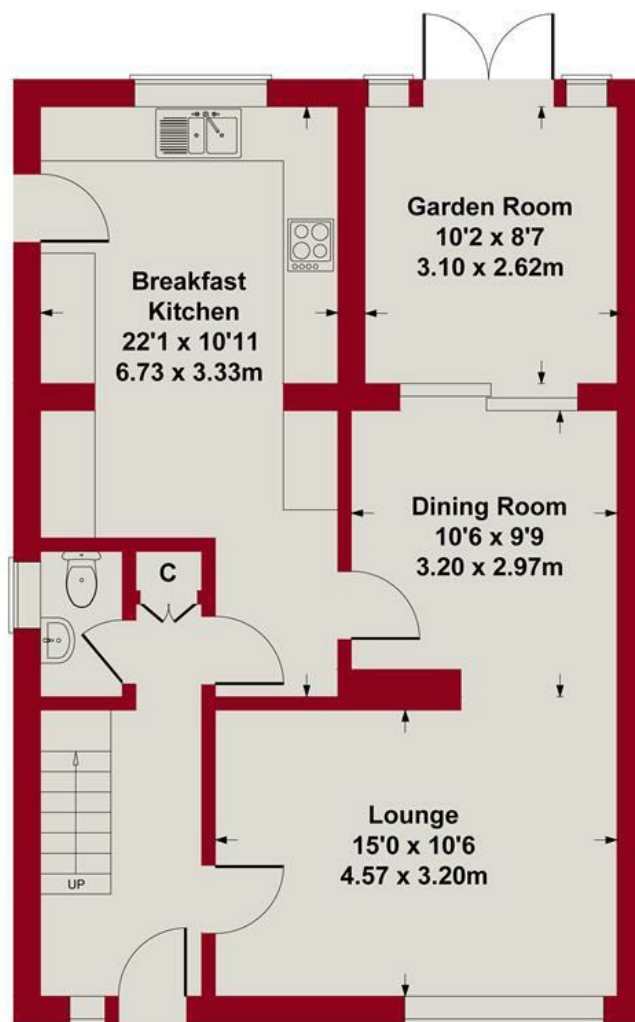 Garden Room
10'2 x 8'7
3.10 x 2.62m
Breakfast
Kitchen
22'1 x 10'11
6.73 x 3.33m
Dining Room
10'6 x 9'9
3.20 x 2.97m
C
Lounge
15'0 x 10'6
4.57 x 3.20m
UP